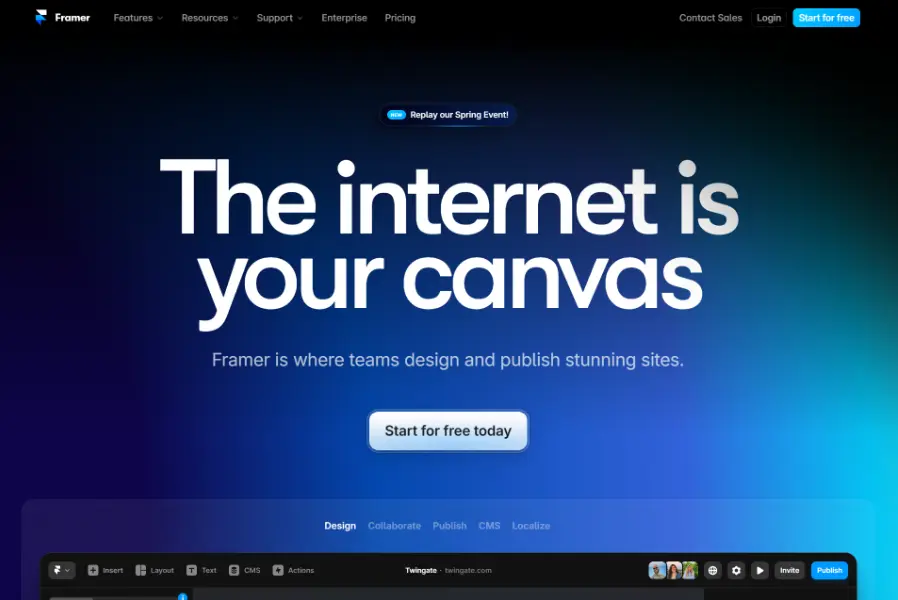 Framer Features Resources Support Enterprise Pricing Contact Sales Login Start for free
NEW Replay our Spring Event!
The internet is
your canvas
Framer is where teams design and publish stunning sites.
Start for free today
Design Collaborate Publish CMS Localize
Insert Layout Text CMS Actions Twingate · twingate.com Invite Publish